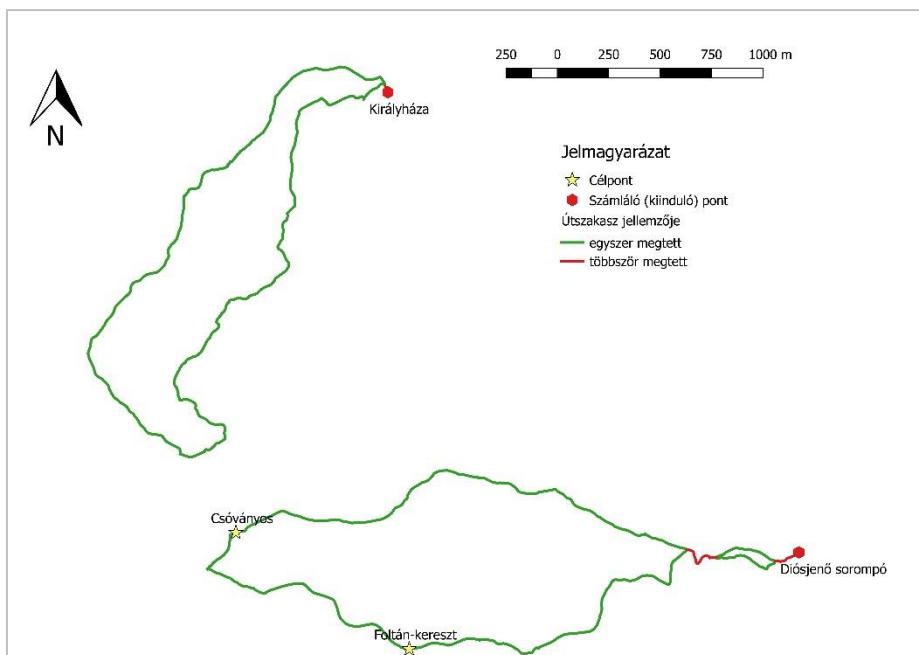 250 0 250 500 750 1000 m
N
Királyháza
Jelmagyarázat
Célpont
Számláló (kiinduló) pont
Útszakasz jellemzője
egyszer megtett
többször megtett
Csóványos
Diósjenő sorompó
Foltán-kereszt